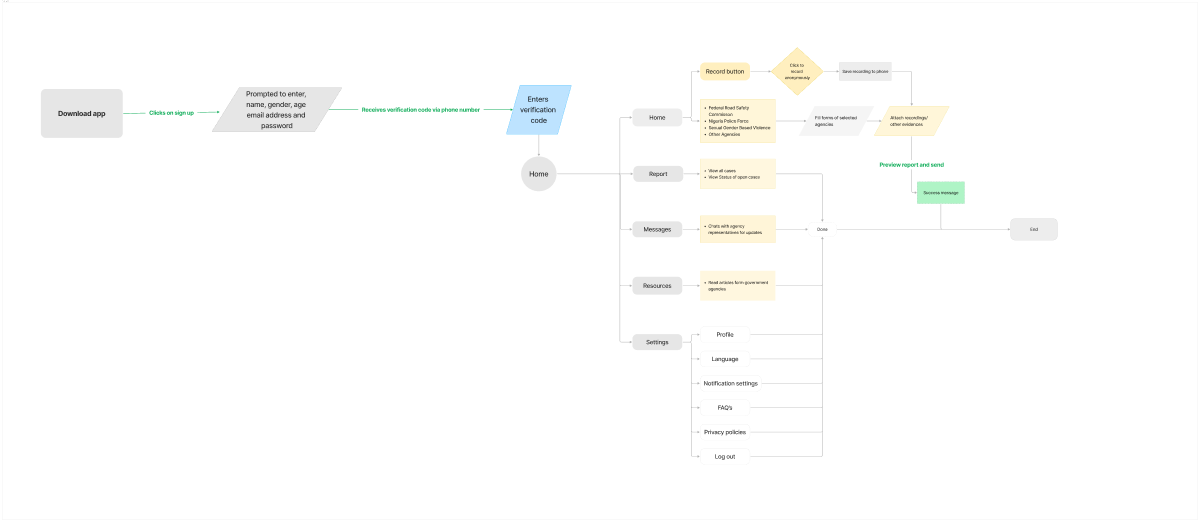 Download app
Clicks on sign up
Prompted to enter,
name, gender, age
email address and
password
Receives verification code via phone number
Enters
verification
code
Home
Home
Record button
Click to
record
anonymously
Save recording to phone
Federal Road Safety
Commisson
Nigeria Police Force
Sexual Gender Based Violence
Other Agencies
Fill forms of selected
agencies
Attach recordings/
other evidences
Preview report and send
Success message
Report
View all cases
View Status of open cases
Messages
Chats with agency
representatives for updates
Done
End
Resources
Read articles form government
agencies
Settings
Profile
Language
Notification settings
FAQ's
Privacy policies
Log out